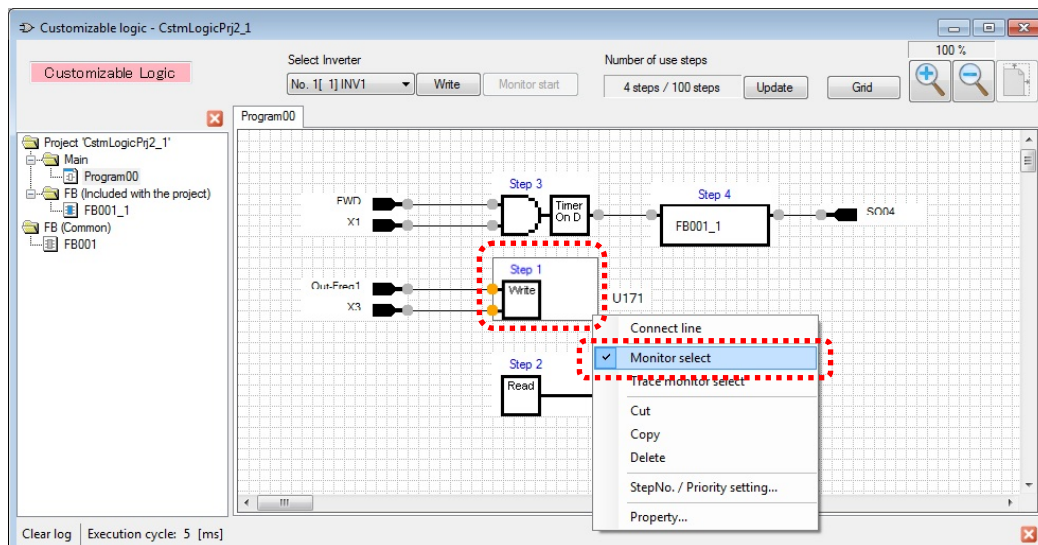 Customizable logic - CstmLogicPrj2_1
Customizable Logic
Select Inverter
No. 1[ 1] INV1
Write
Monitor start
Number of use steps
4 steps / 100 steps
Update
Grid
100 %
Program00
Project 'CstmLogicPrj2_1'
Main
Program00
FB (Included with the project)
FB001_1
FB (Common)
FB001
Step 3
FWD
X1
Timer
On D
Step 4
FB001_1
SO04
Step 1
Out-Freq1
Write
X3
U171
Step 2
Read
Connect line
Monitor select
Trace monitor select
Cut
Copy
Delete
StepNo. / Priority setting...
Property...
Clear log
Execution cycle: 5 [ms]